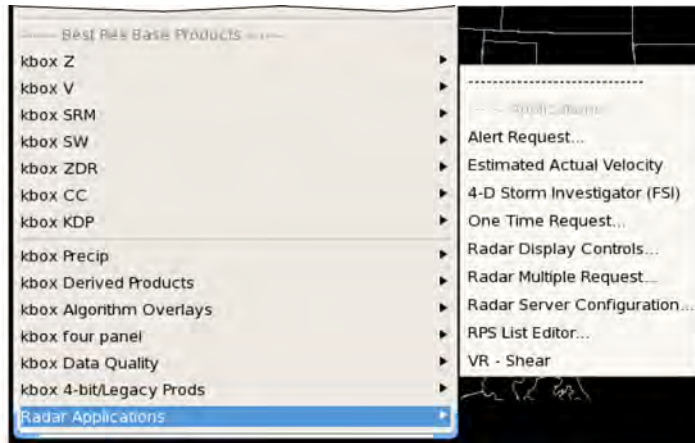 ------ Best Res Base Products ------
kbox Z
kbox V
kbox SRM
kbox SW
kbox ZDR
kbox CC
kbox KDP
kbox Precip
kbox Derived Products
kbox Algorithm Overlays
kbox four panel
kbox Data Quality
kbox 4-bit/Legacy Prods
Radar Applications
----------------------------
------ Applications ------
Alert Request...
Estimated Actual Velocity
4-D Storm Investigator (FSI)
One Time Request...
Radar Display Controls...
Radar Multiple Request...
Radar Server Configuration...
RPS List Editor...
VR - Shear